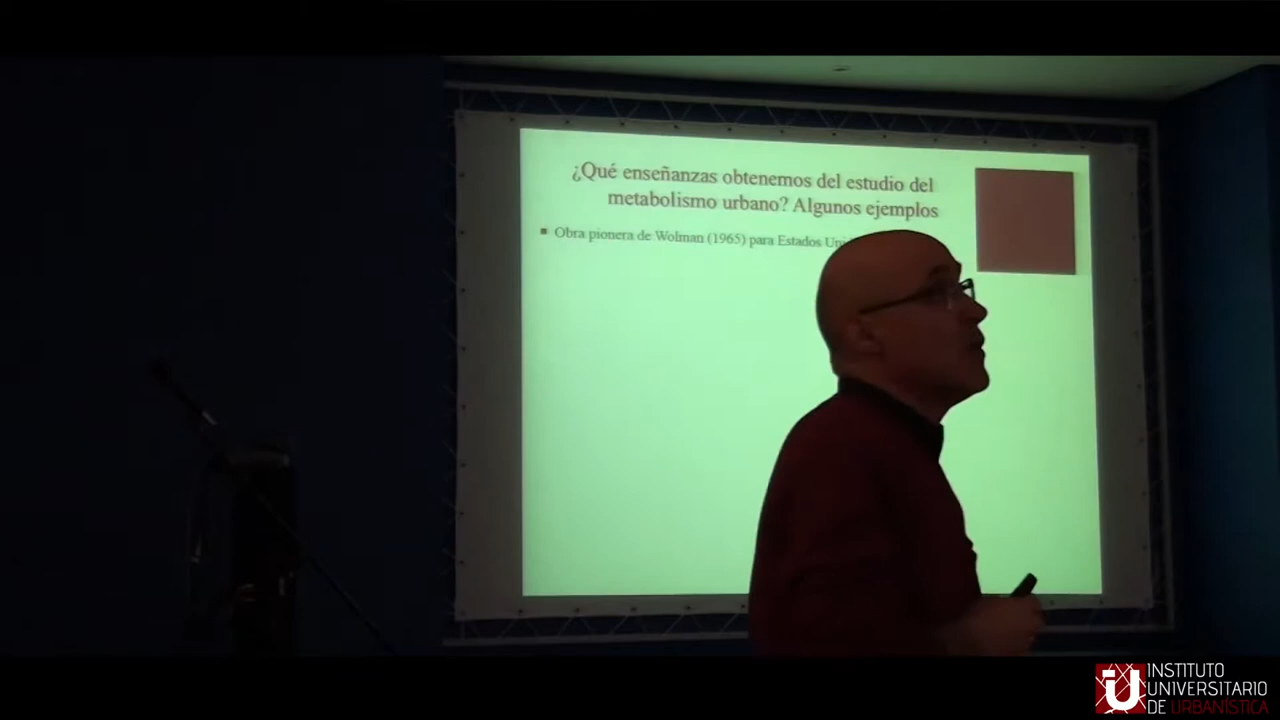 ¿Qué enseñanzas obtenemos del estudio del
metabolismo urbano? Algunos ejemplos
Obra pionera de Wolman (1965) para Estados
INSTITUTO
UNIVERSITARIO
DE URBANÍSTICA